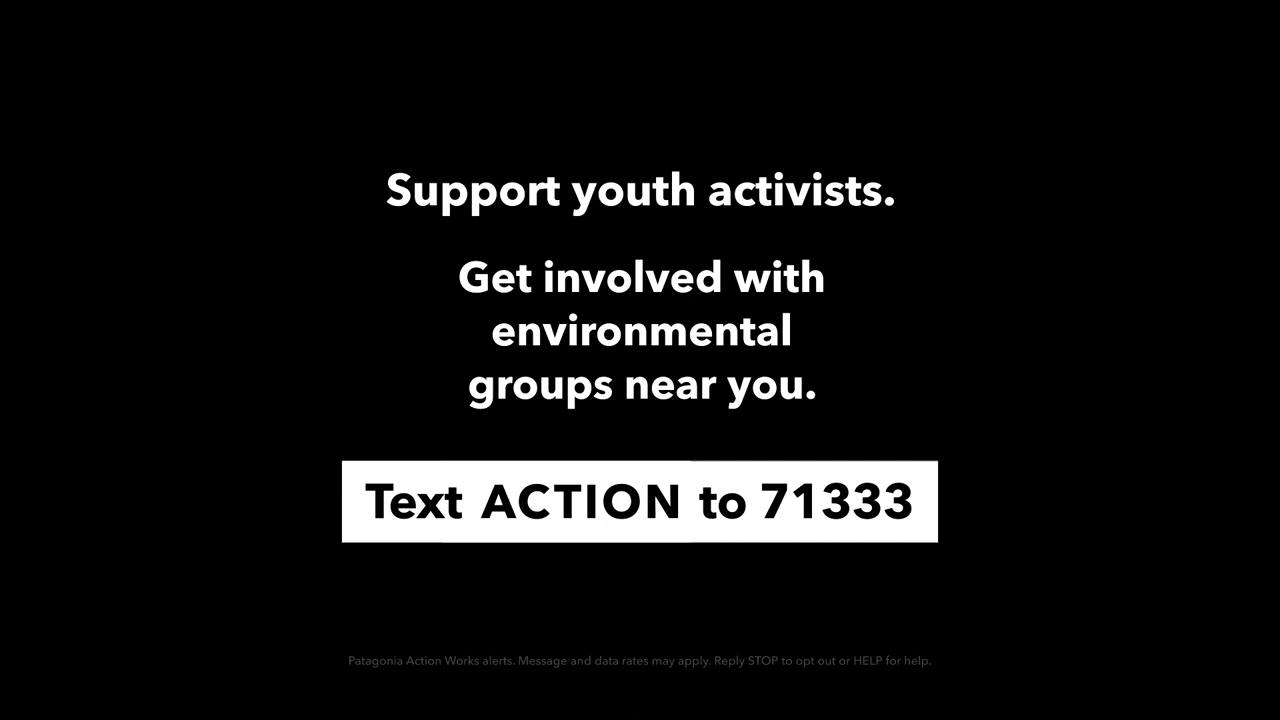 Support youth activists.
Get involved with
environmental
groups near you.
Text ACTION to 71333
Patagonia Action Works alerts. Message and data rates may apply. Reply STOP to opt out or HELP for help.